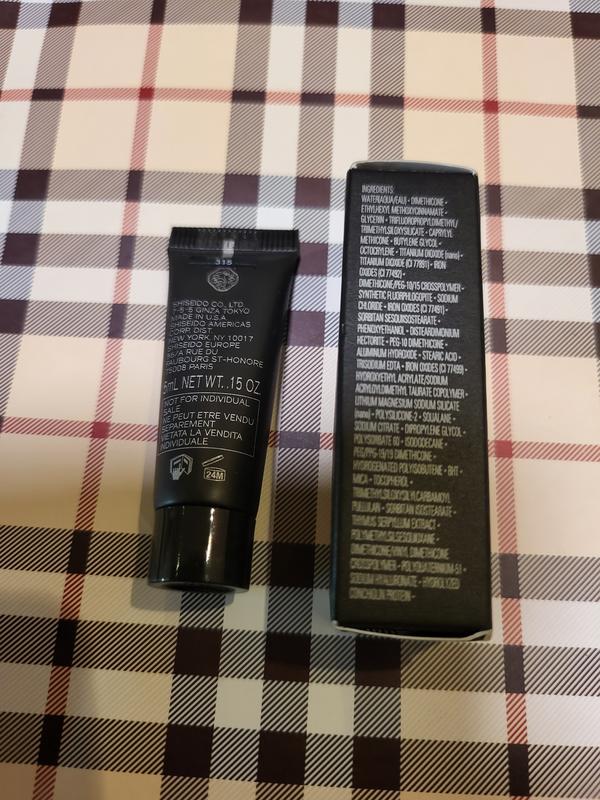 315
SHISEIDO CO., LTD.
7-5-5 GINZA TOKYO
MADE IN U.S.A
SHISEIDO AMERICAS
CORP. DIST.
NEW YORK, NY 10017
SHISEIDO EUROPE
56/A RUE DU
FAUBOURG ST-HONORE
75008 PARIS
5mL NET WT. .15 OZ.
NOT FOR INDIVIDUAL
SALE
NE PEUT ETRE VENDU
SEPAREMENT
VIETATA LA VENDITA
INDIVIDUALE
24M
INGREDIENTS:
WATER(AQUA/EAU)・DIMETHICONE・
ETHYLHEXYL METHOXYCINNAMATE・
GLYCERIN・TRIFLUOROPROPYLDIMETHYL/
TRIMETHYLSILOXYSILICATE・CAPRYLYL
METHICONE・BUTYLENE GLYCOL・
OCTOCRYLENE・TITANIUM DIOXIDE (nano)・
TITANIUM DIOXIDE (CI 77891)・IRON
OXIDES (CI 77492)・
DIMETHICONE/PEG-10/15 CROSSPOLYMER・
SYNTHETIC FLUORPHLOGOPITE・SODIUM
CHLORIDE・IRON OXIDES (CI 77491)・
SORBITAN SESQUIISOSTEARATE・
PHENOXYETHANOL・DISTEARDIMONIUM
HECTORITE・PEG-10 DIMETHICONE・
ALUMINUM HYDROXIDE・STEARIC ACID・
TRISODIUM EDTA・IRON OXIDES (CI 77499)・
HYDROXYETHYL ACRYLATE/SODIUM
ACRYLOYLDIMETHYL TAURATE COPOLYMER・
LITHIUM MAGNESIUM SODIUM SILICATE
(nano)・POLYSILICONE-2・SQUALANE・
SODIUM CITRATE・DIPROPYLENE GLYCOL・
POLYSORBATE 60・ISODODECANE・
PEG/PPG-19/19 DIMETHICONE・
HYDROGENATED POLYISOBUTENE・BHT・
MICA・TOCOPHEROL・
TRIMETHYLSILOXYSILYLCARBAMOYL
PULLULAN・SORBITAN ISOSTEARATE・
THYMUS SERPYLLUM EXTRACT・
POLYMETHYLSILSESQUIOXANE・
DIMETHICONE/VINYL DIMETHICONE
CROSSPOLYMER・POLYQUATERNIUM-51・
SODIUM HYALURONATE・HYDROLYZED
CONCHIOLIN PROTEIN・